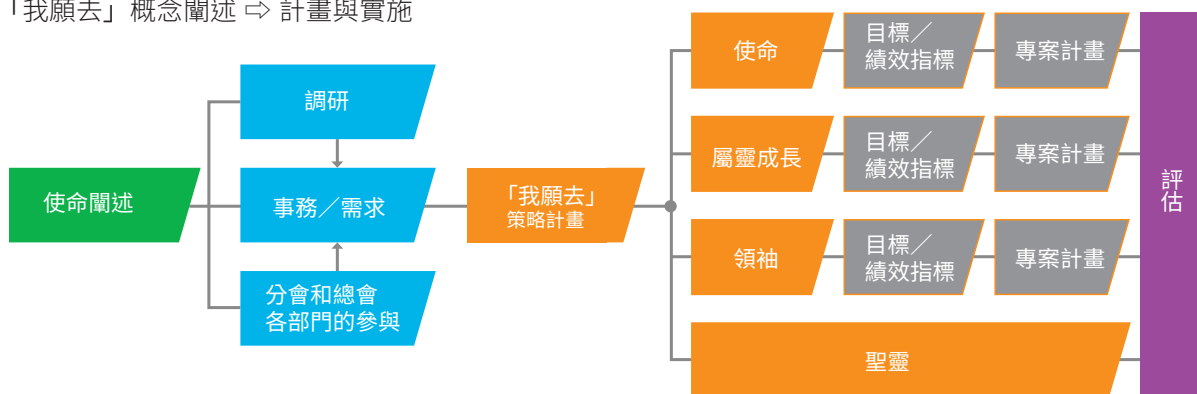 「我願去」概念闡述 ⇨ 計畫與實施
使命闡述
調研
事務／需求
分會和總會
各部門的參與
「我願去」
策略計畫
使命
目標／
績效指標
專案計畫
屬靈成長
目標／
績效指標
專案計畫
領袖
目標／
績效指標
專案計畫
聖靈
評估